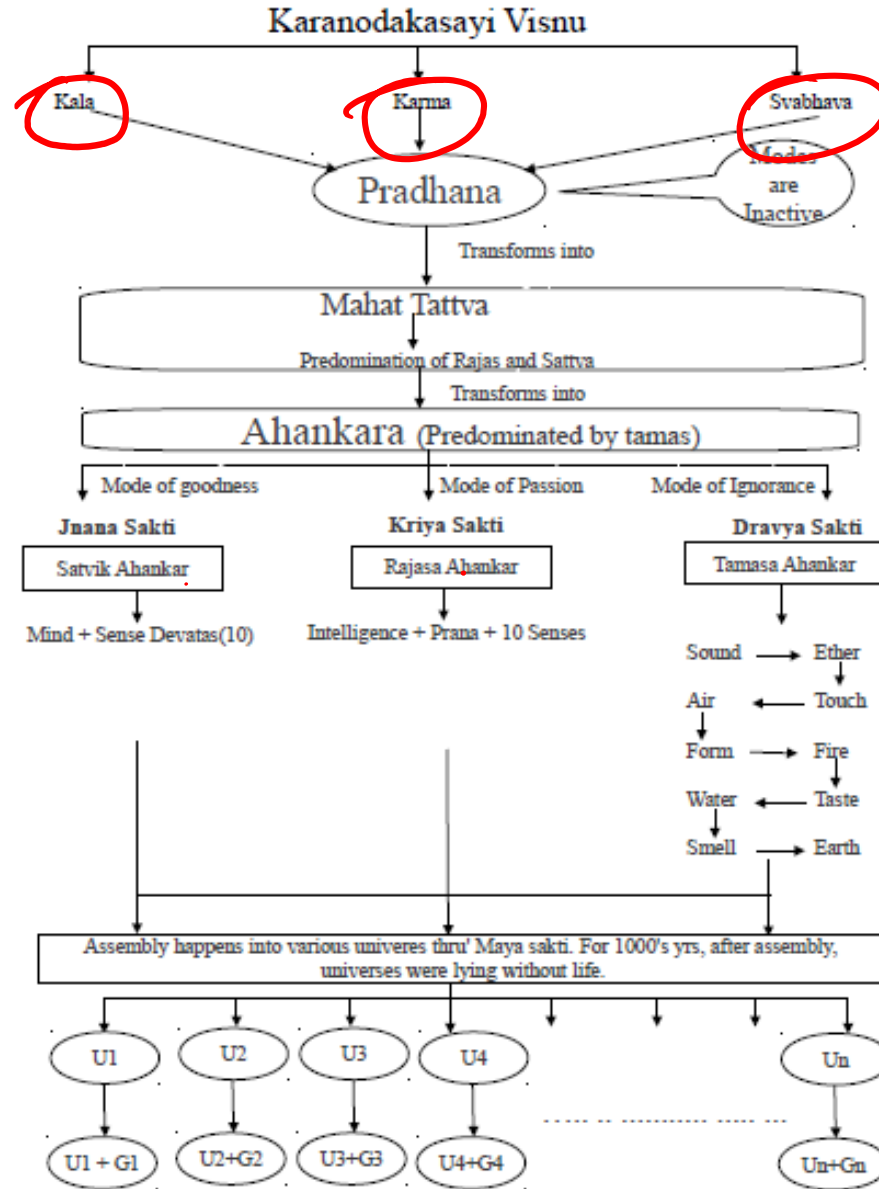 Karanodakasayi Visnu
Kala
Karma
Svabhava
Pradhana
Modes
are
Inactive
Transforms into
Mahat Tattva
Predomination of Rajas and Sattva
Transforms into
Ahankara (Predominated by tamas)
Mode of goodness
Mode of Passion
Mode of Ignorance
Jnana Sakti
Kriya Sakti
Dravya Sakti
Satvik Ahankar
Rajasa Ahankar
Tamasa Ahankar
Mind + Sense Devatas(10)
Intelligence + Prana + 10 Senses
Sound Ether
Air Touch
Form Fire
Water Taste
Smell Earth
Assembly happens into various univeres thru' Maya sakti. For 1000's yrs, after assembly,
universes were lying without life.
U1 U2 U3 U4 Un
U1 + G1 U2+G2 U3+G3 U4+G4 Un+Gn